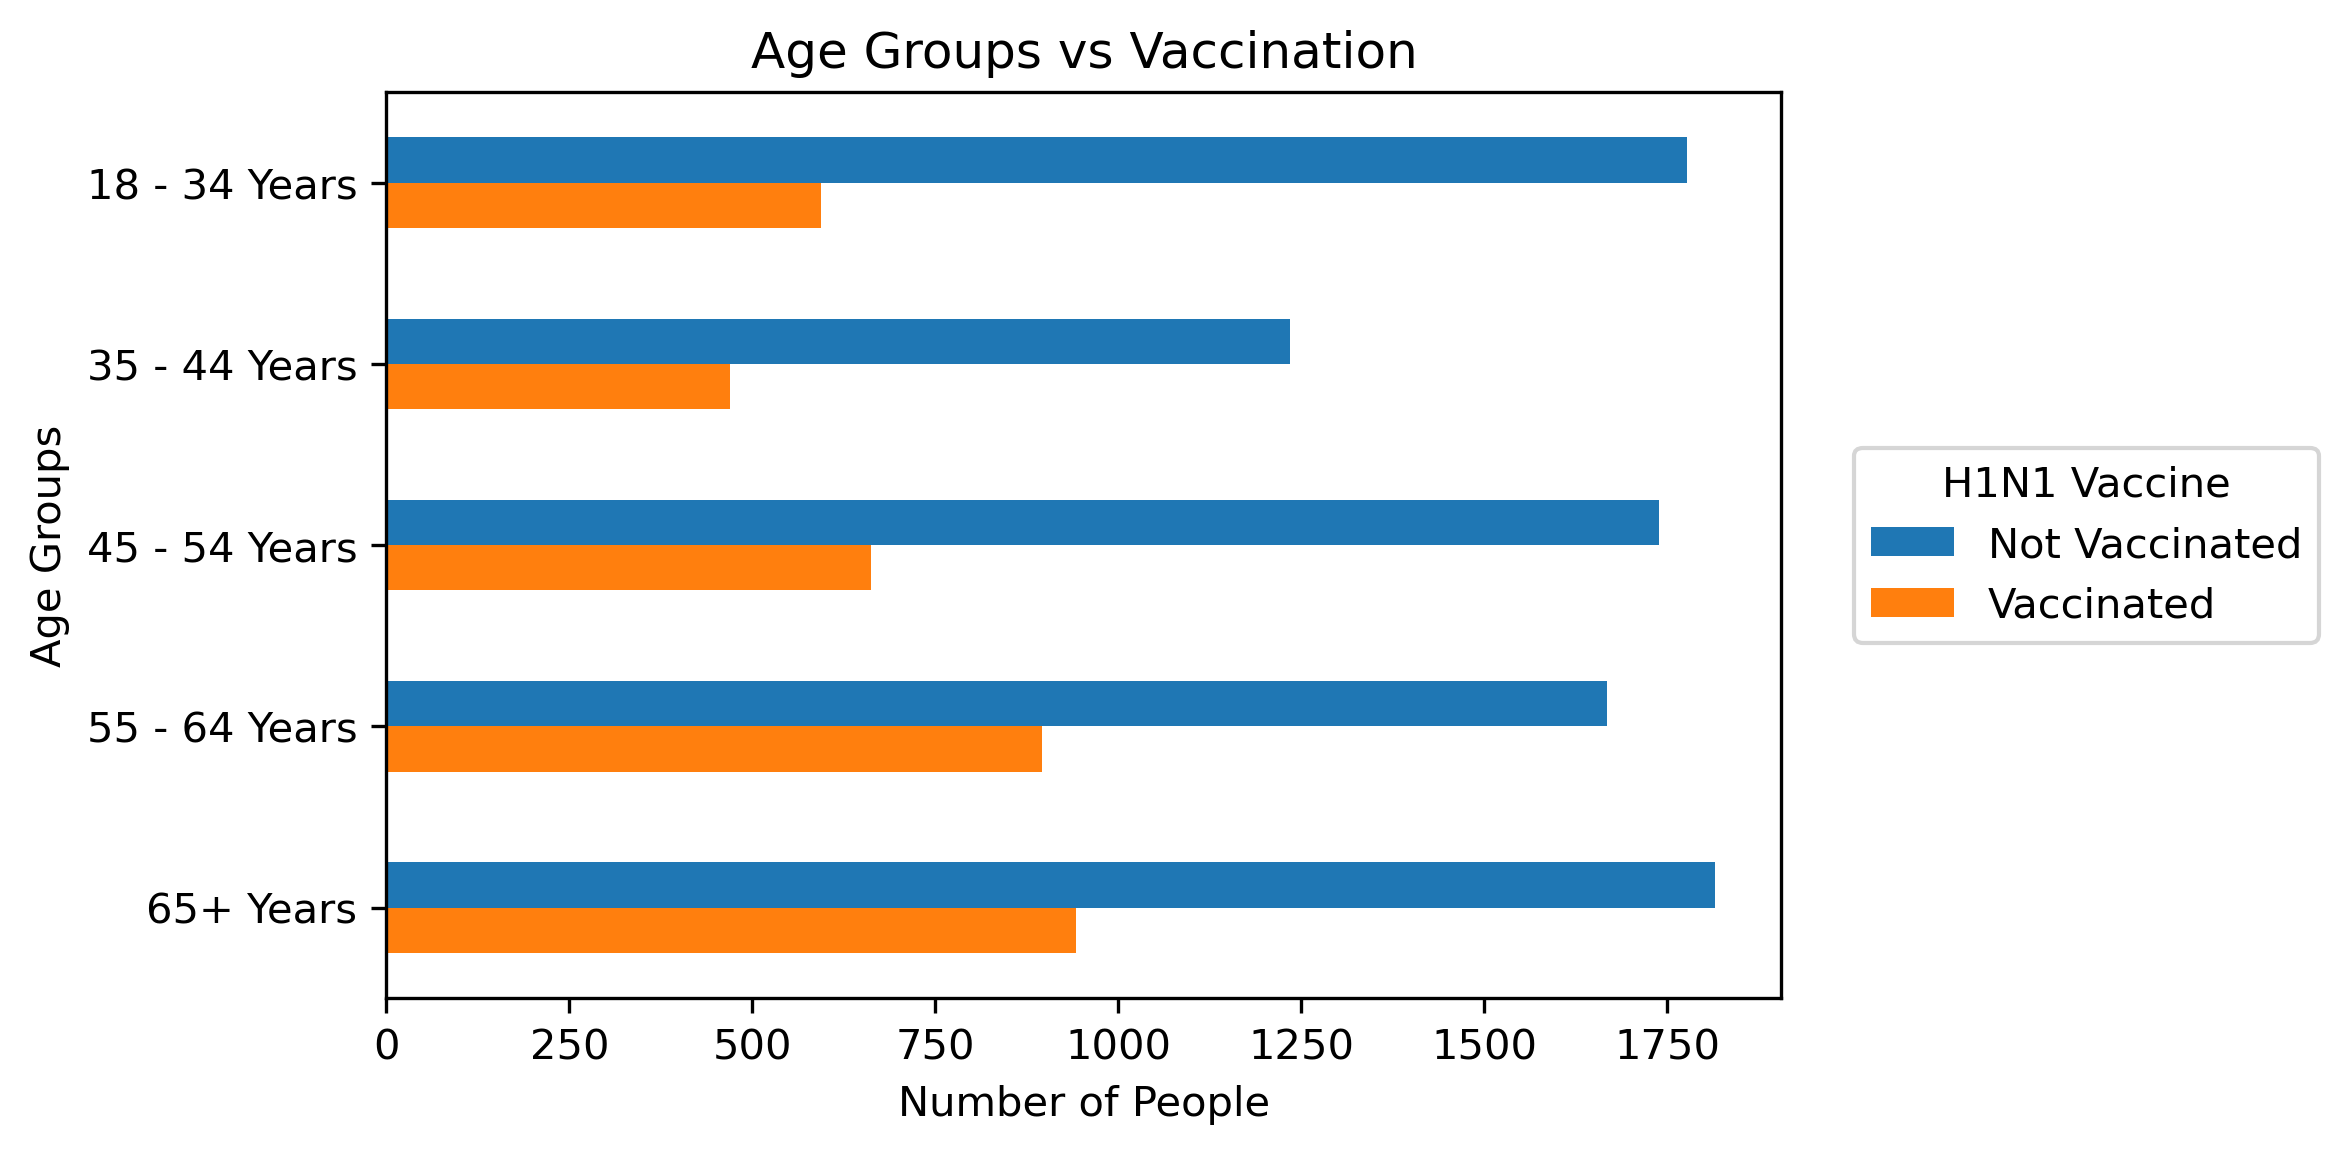 Age Groups vs Vaccination
18 - 34 Years
35 - 44 Years
45 - 54 Years
55 - 64 Years
65+ Years
Age Groups
0 250 500 750 1000 1250 1500 1750
Number of People
H1N1 Vaccine
Not Vaccinated
Vaccinated